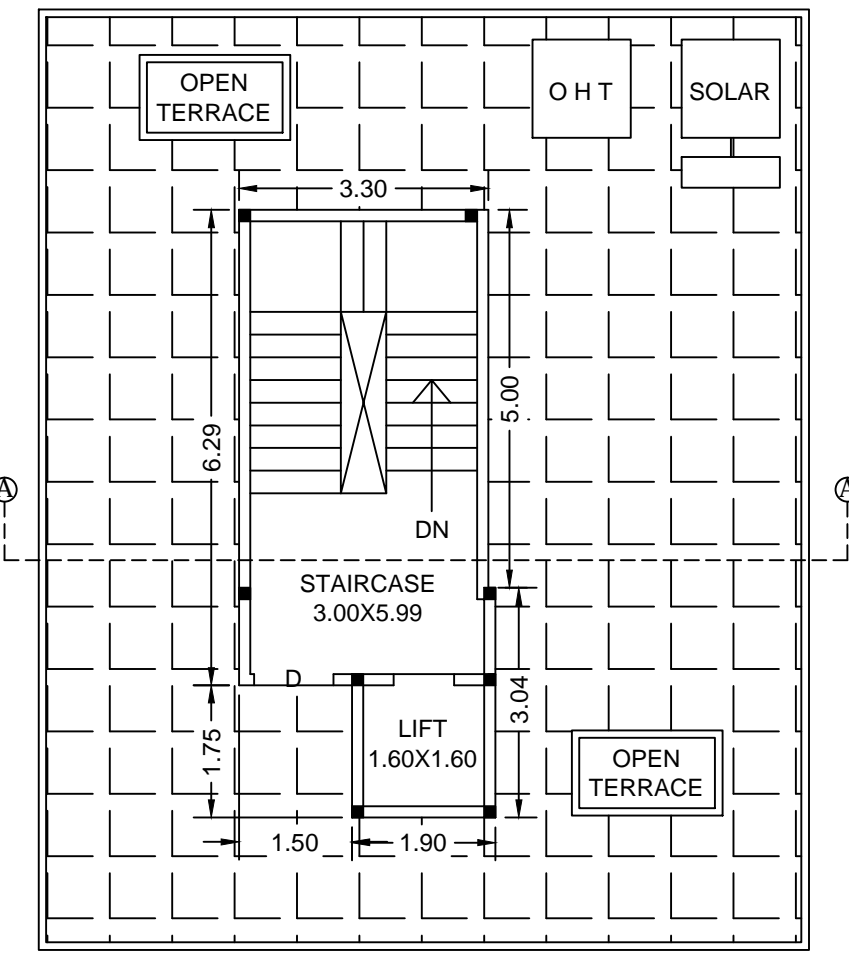 OPEN
TERRACE
O H T
SOLAR
3.30
6.29
5.00
A
A
DN
STAIRCASE
3.00X5.99
D
3.04
1.75
LIFT
1.60X1.60
OPEN
TERRACE
1.50
1.90